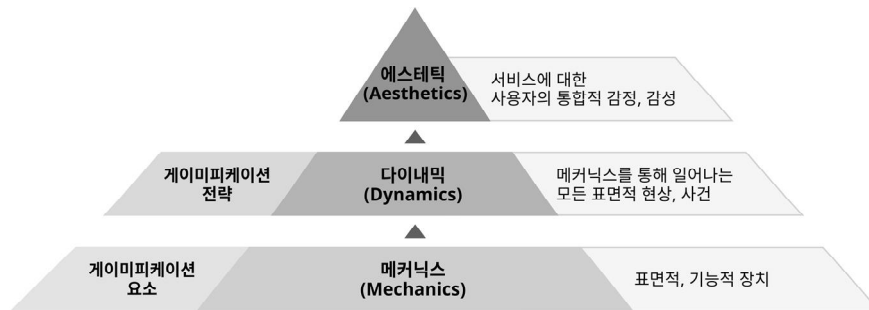 에스테틱
(Aesthetics)
서비스에 대한
사용자의 통합직 감정, 감성
게이미피케이션
전략
다이내믹
(Dynamics)
메커닉스를 통해 일어나는
모든 표면적 현상, 사건
게이미피케이션
요소
메커닉스
(Mechanics)
표면적, 기능적 장치